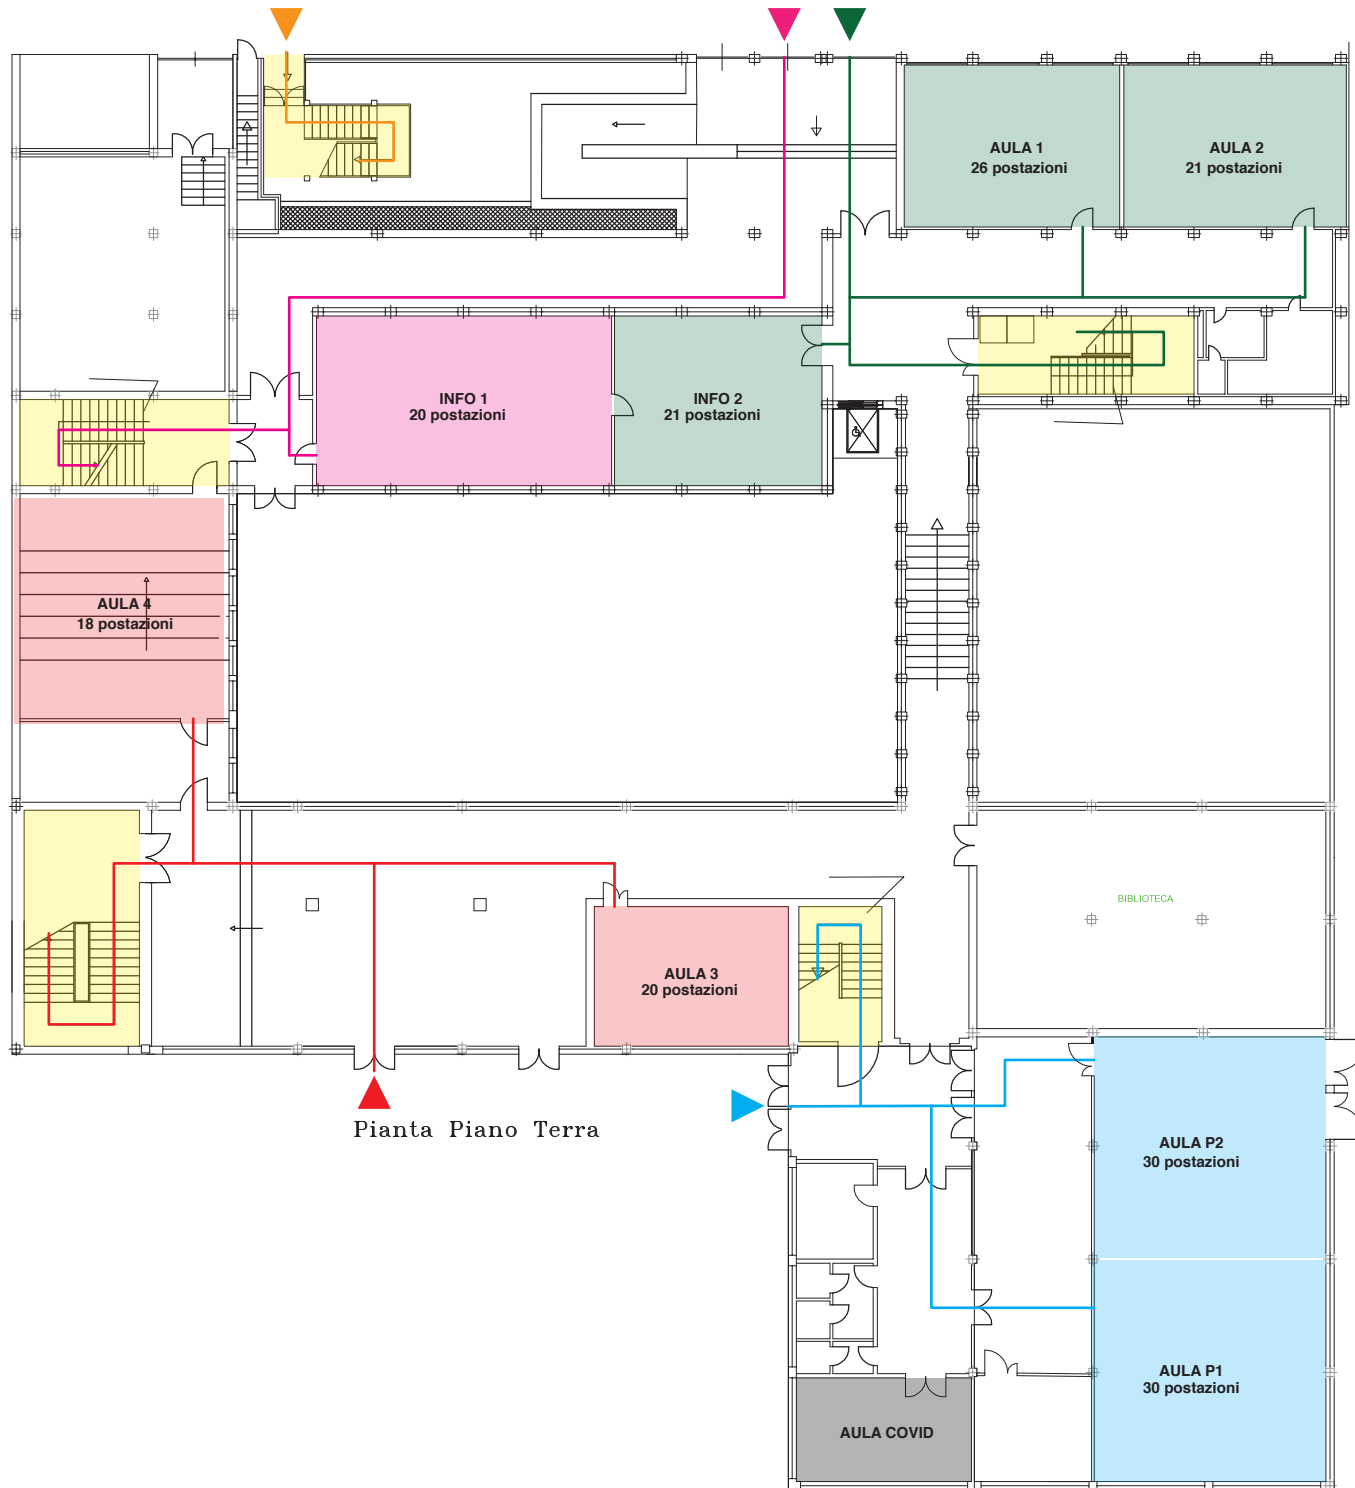 AULA 1
26 postazioni
AULA 2
21 postazioni
INFO 1
20 postazioni
INFO 2
21 postazioni
AULA 4
18 postazioni
BIBLIOTECA
AULA 3
20 postazioni
Pianta Piano Terra
AULA P2
30 postazioni
AULA P1
30 postazioni
AULA COVID